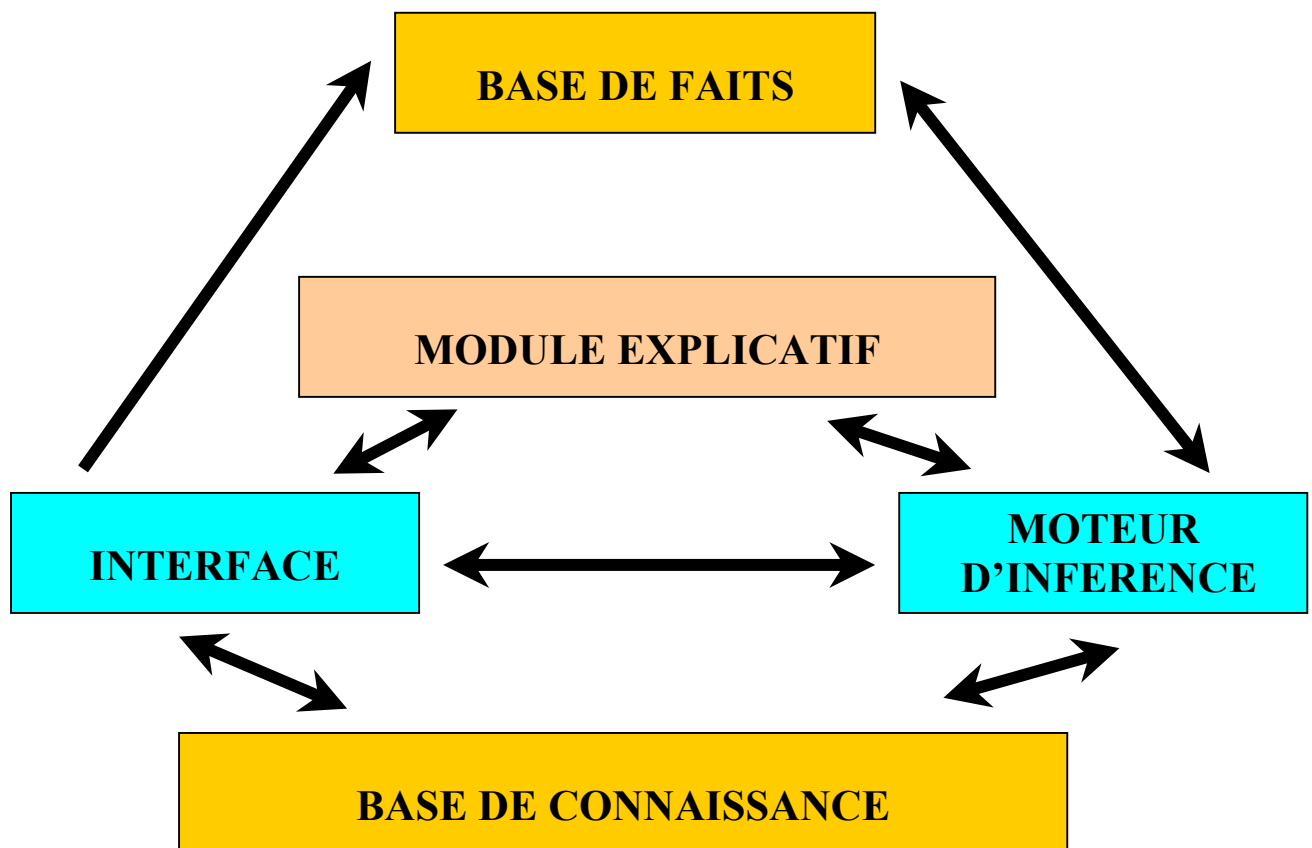 BASE DE FAITS
MODULE EXPLICATIF
INTERFACE
MOTEUR
D’INFERENCE
BASE DE CONNAISSANCE